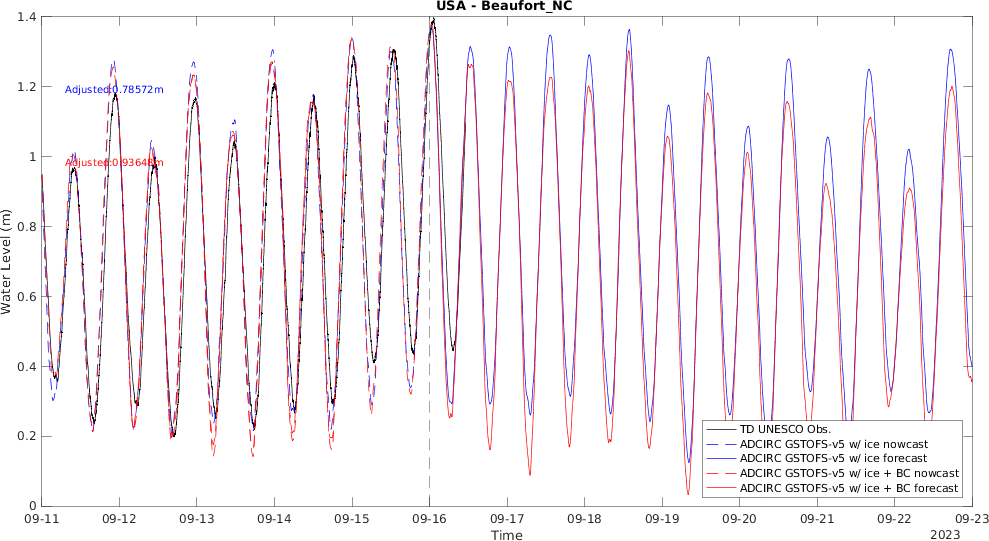 USA - Beaufort_NC
1.4
1.2
1
0.8
0.6
0.4
0.2
0
Water Level (m)
Adjusted:0.78572m
Adjusted:0.93648m
TD UNESCO Obs.
ADCIRC GSTOFS-v5 w/ ice nowcast
ADCIRC GSTOFS-v5 w/ ice forecast
ADCIRC GSTOFS-v5 w/ ice + BC nowcast
ADCIRC GSTOFS-v5 w/ ice + BC forecast
09-11 09-12 09-13 09-14 09-15 09-16 09-17 09-18 09-19 09-20 09-21 09-22 09-23
Time
2023